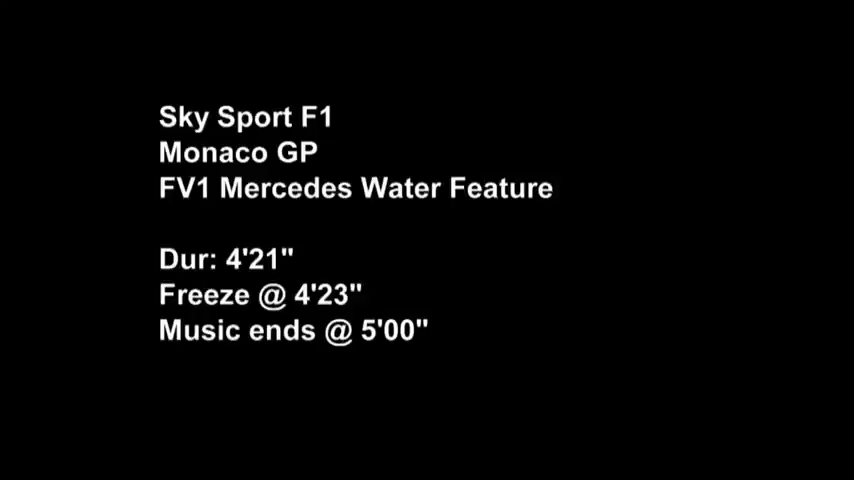 Sky Sport F1
Monaco GP
FV1 Mercedes Water Feature
Dur: 4'21"
Freeze @ 4'23"
Music ends @ 5'00"